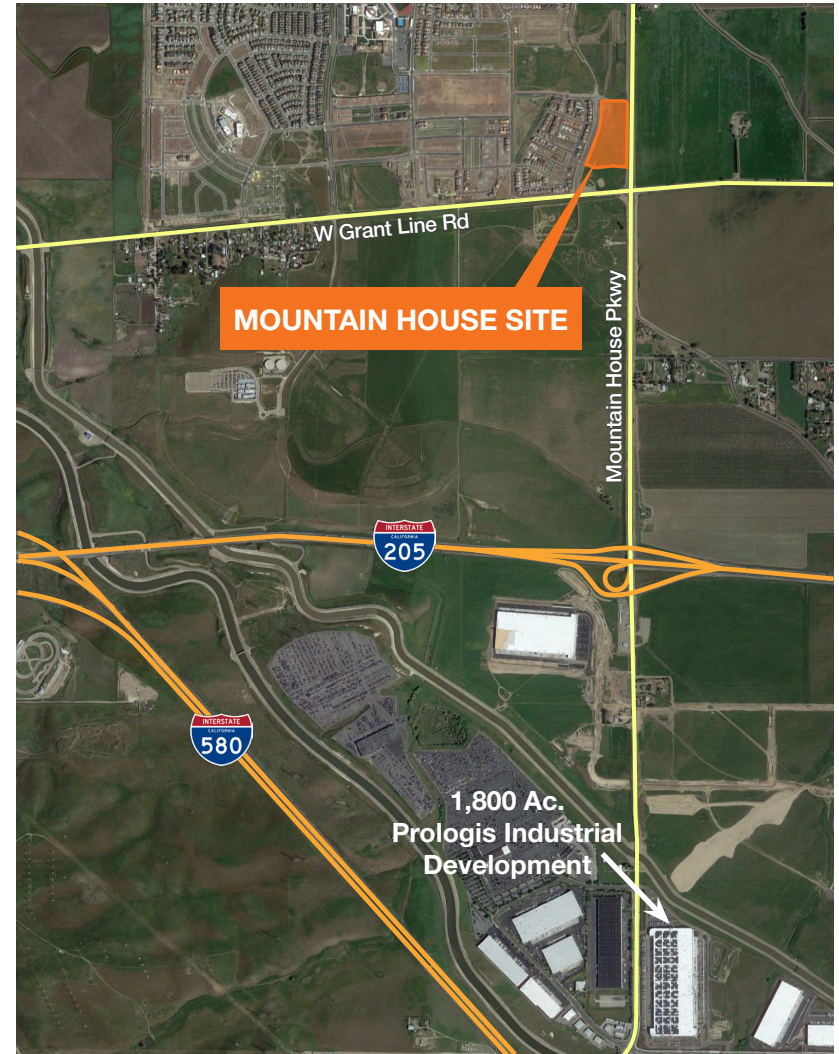 W Grant Line Rd
MOUNTAIN HOUSE SITE
Mountain House Pkwy
INTERSTATE
CALIFORNIA
205
INTERSTATE
CALIFORNIA
580
1,800 Ac.
Prologis Industrial
Development